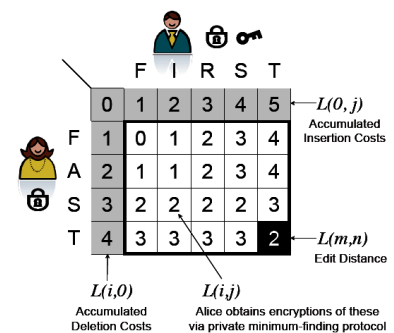 F I R S T
0 1 2 3 4 5
L(0, j)
Accumulated
Insertion Costs
F 1 0 1 2 3 4
A 2 1 1 2 3 4
S 3 2 2 2 2 3
T 4 3 3 3 3 2
L(m,n)
Edit Distance
L(i,0)
Accumulated
Deletion Costs
L(i,j)
Alice obtains encryptions of these
via private minimum-finding protocol